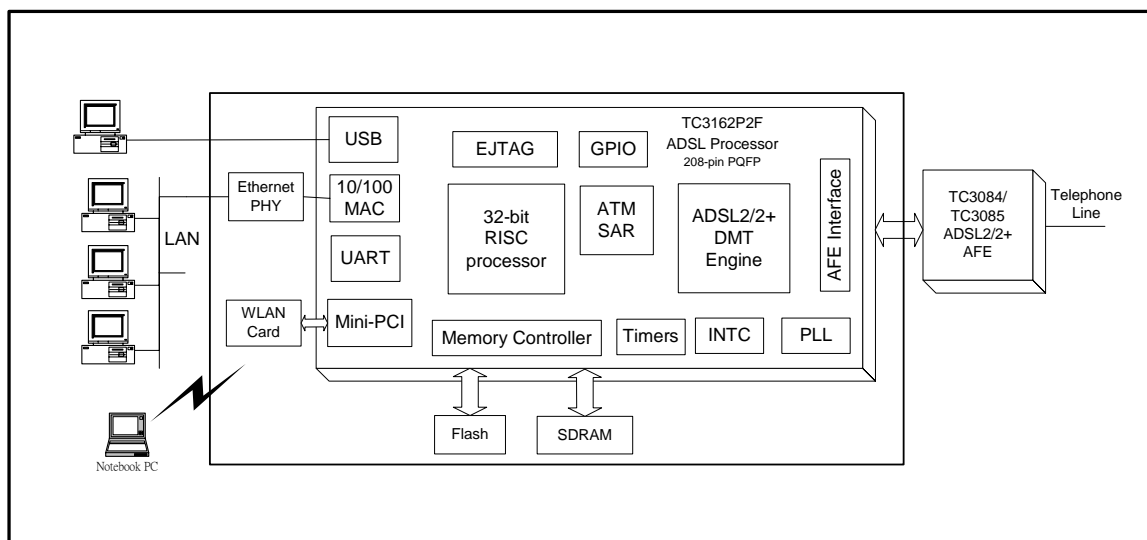 TC3162P2F
ADSL Processor
208-pin PQFP
USB
EJTAG
GPIO
Ethernet
PHY
10/100
MAC
LAN
32-bit
RISC
processor
ATM
SAR
ADSL2/2+
DMT
Engine
AFE Interface
TC3084/
TC3085
ADSL2/2+
AFE
Telephone
Line
UART
WLAN
Card
Mini-PCI
Memory Controller
Timers
INTC
PLL
Flash
SDRAM
Notebook PC